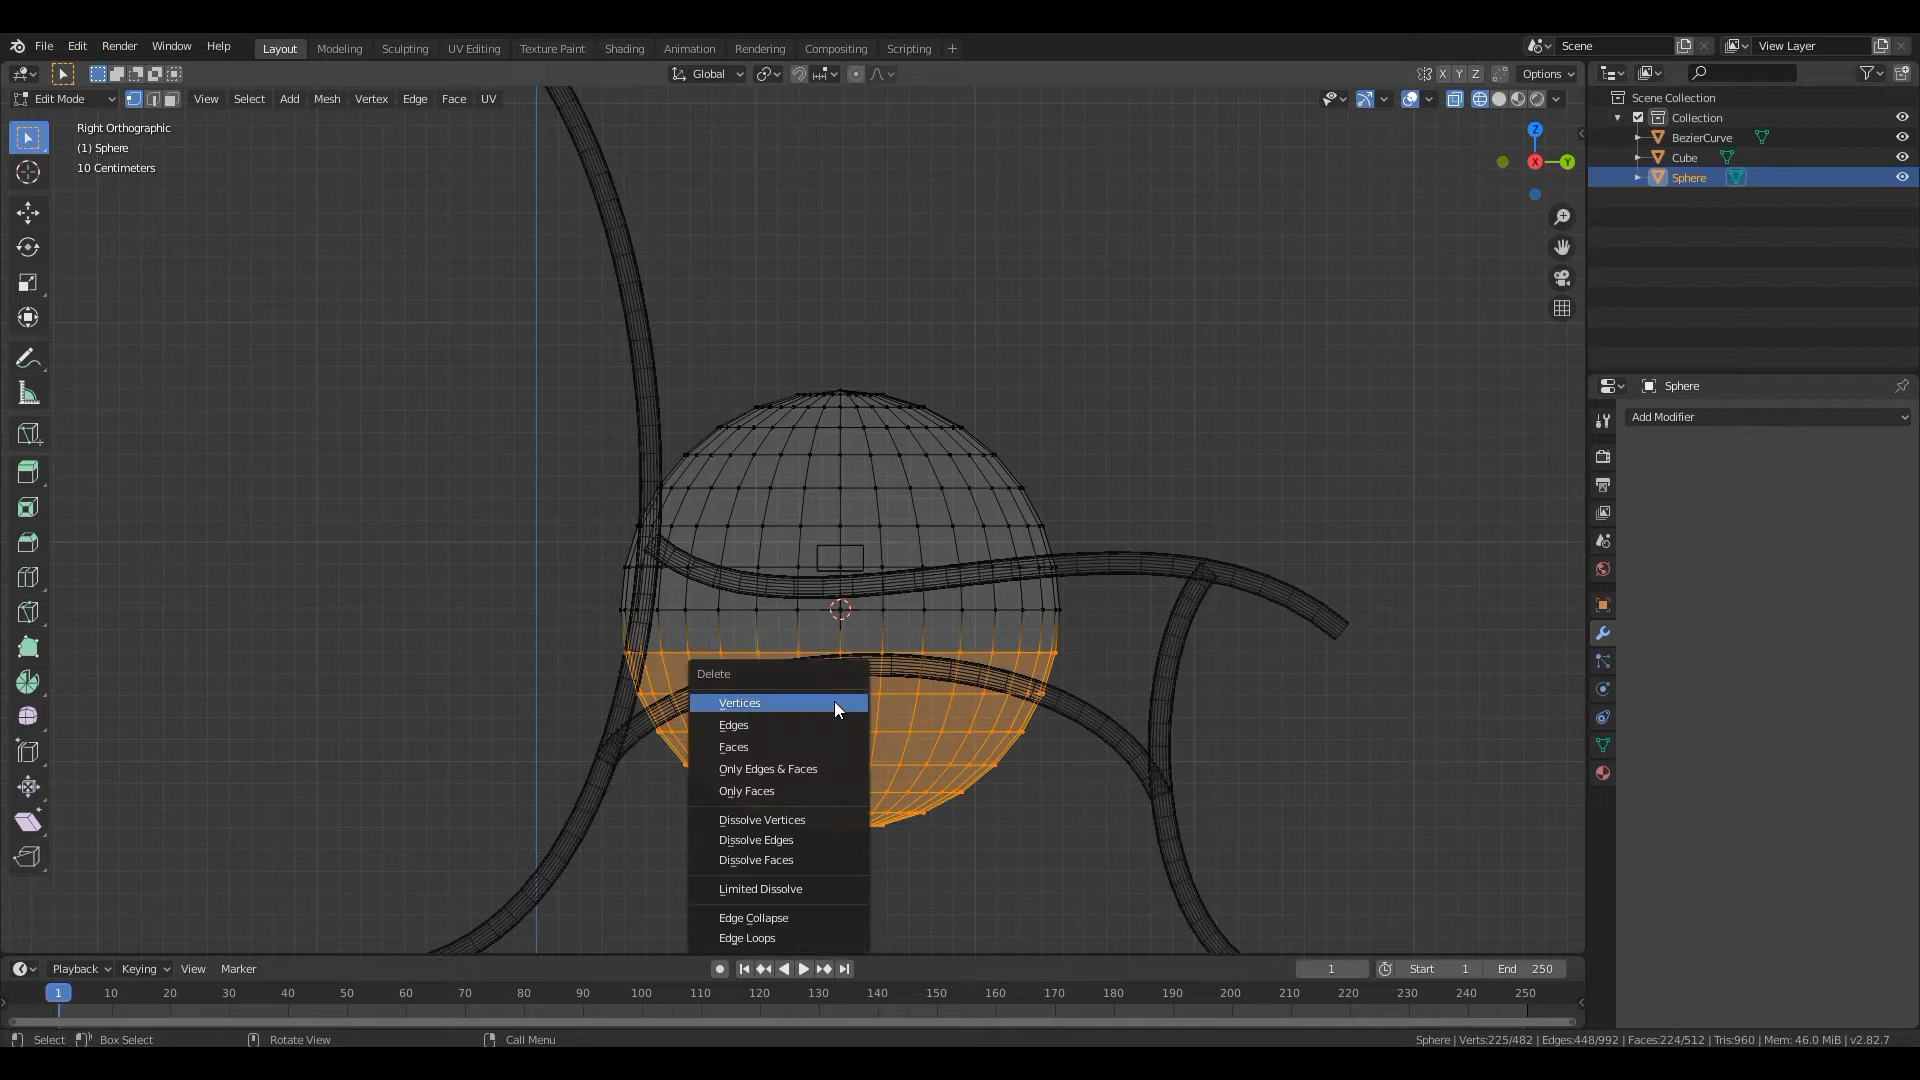 File Edit Render Window Help Layout Modeling Sculpting UV Editing Texture Paint Shading Animation Rendering Compositing Scripting + Scene View Layer
Global X Y Z Options
Edit Mode View Select Add Mesh Vertex Edge Face UV
Scene Collection
Collection
BezierCurve
Cube
Sphere
Right Orthographic
(1) Sphere
10 Centimeters
Z
X
Y
Sphere
Add Modifier
Delete
Vertices
Edges
Faces
Only Edges & Faces
Only Faces
Dissolve Vertices
Dissolve Edges
Dissolve Faces
Limited Dissolve
Edge Collapse
Edge Loops
Playback Keying View Marker 1 Start 1 End 250
1 10 20 30 40 50 60 70 80 90 100 110 120 130 140 150 160 170 180 190 200 210 220 230 240 250
Select Box Select Rotate View Call Menu Sphere | Verts:225/482 | Edges:448/992 | Faces:224/512 | Tris:960 | Mem: 46.0 MiB | v2.82.7